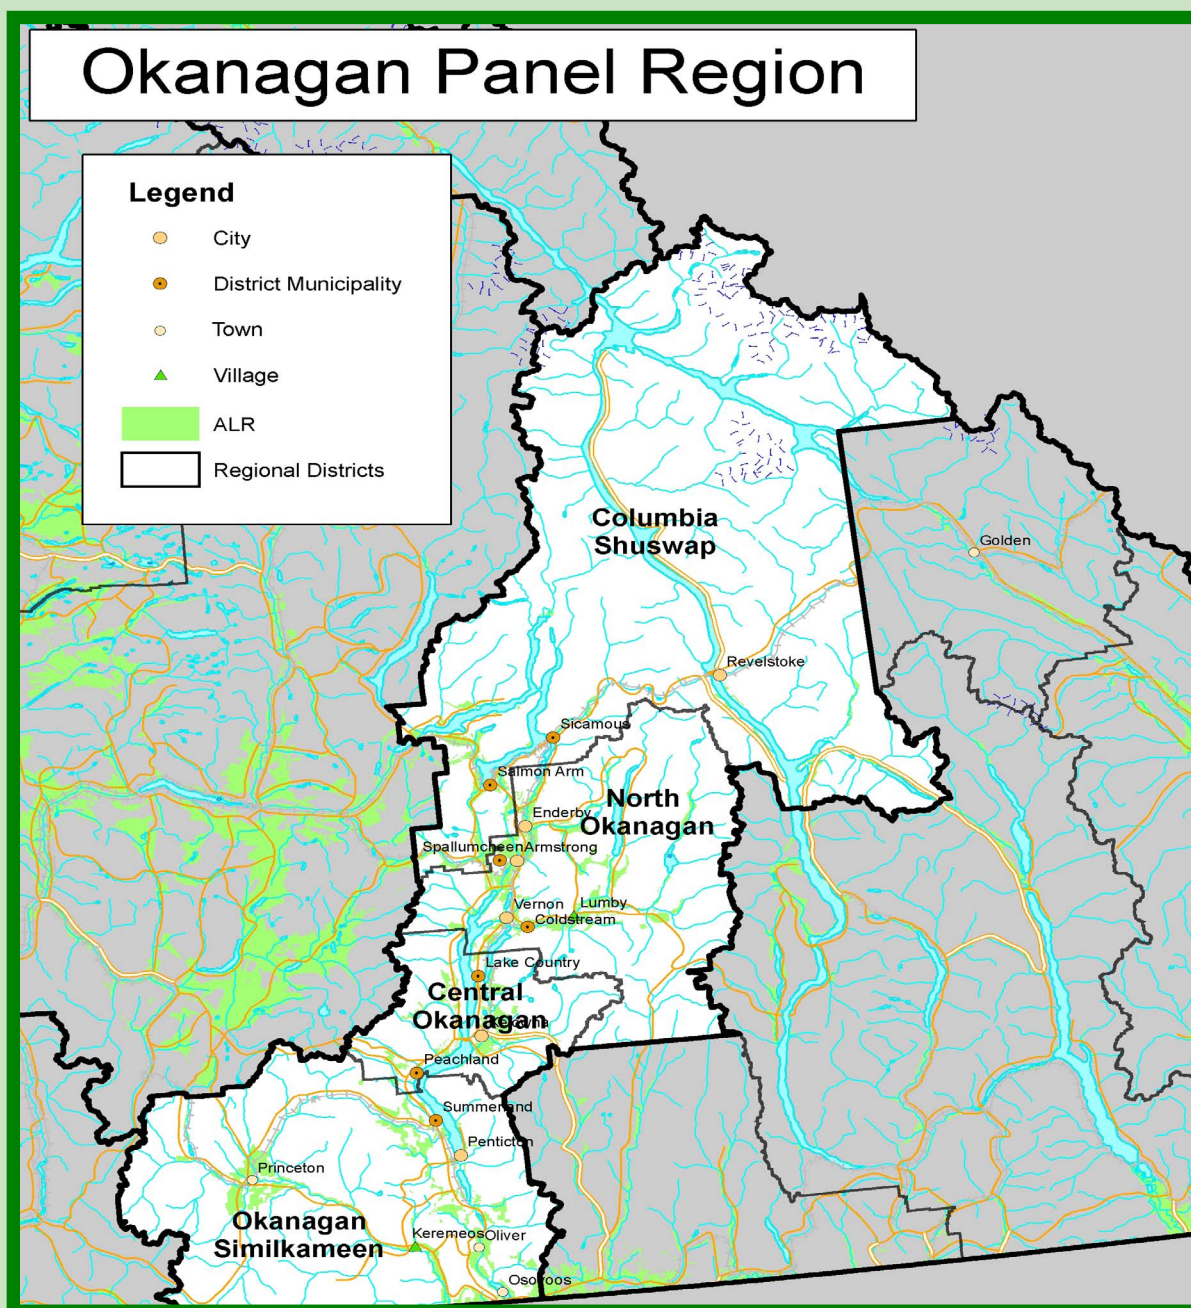 Okanagan Panel Region
Legend
City
District Municipality
Town
Village
ALR
Regional Districts
Columbia
Shuswap
Golden
Revelstoke
Sicamous
Salmon Arm
North
Okanagan
Enderby
Spallumcheen
Armstrong
Vernon
Lumby
Coldstream
Lake Country
Central
Okanagan
Kelowna
Peachland
Summerland
Penticton
Princeton
Okanagan
Similkameen
Keremeos
Oliver
Osoyoos